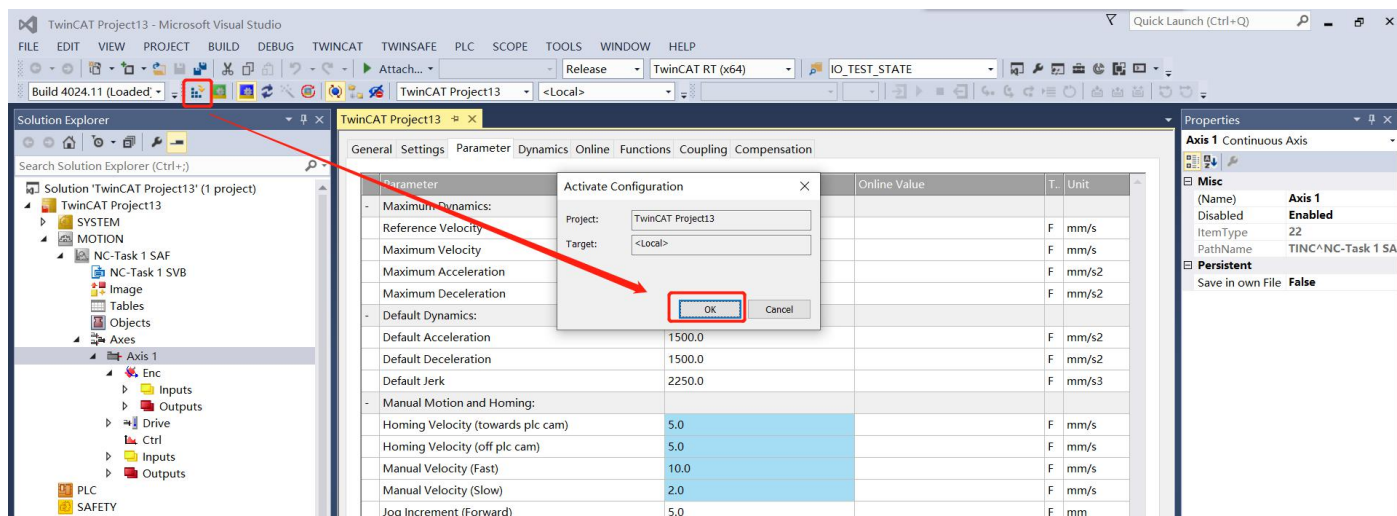 TwinCAT Project13 - Microsoft Visual Studio
Quick Launch (Ctrl+Q)
FILE EDIT VIEW PROJECT BUILD DEBUG TWINCAT TWINSAFE PLC SCOPE TOOLS WINDOW HELP
Attach... Release TwinCAT RT (x64) IO_TEST_STATE
Build 4024.11 (Loaded) TwinCAT Project13 <Local>
Solution Explorer
Search Solution Explorer (Ctrl+;)
Solution 'TwinCAT Project13' (1 project)
TwinCAT Project13
SYSTEM
MOTION
NC-Task 1 SAF
NC-Task 1 SVB
Image
Tables
Objects
Axes
Axis 1
Enc
Inputs
Outputs
Drive
Ctrl
Inputs
Outputs
PLC
SAFETY
TwinCAT Project13
General Settings Parameter Dynamics Online Functions Coupling Compensation
Parameter Online Value T.. Unit
- Maximum Dynamics:
Reference Velocity F mm/s
Maximum Velocity F mm/s
Maximum Acceleration F mm/s2
Maximum Deceleration F mm/s2
- Default Dynamics:
Default Acceleration 1500.0 F mm/s2
Default Deceleration 1500.0 F mm/s2
Default Jerk 2250.0 F mm/s3
- Manual Motion and Homing:
Homing Velocity (towards plc cam) 5.0 F mm/s
Homing Velocity (off plc cam) 5.0 F mm/s
Manual Velocity (Fast) 10.0 F mm/s
Manual Velocity (Slow) 2.0 F mm/s
Jog Increment (Forward) 5.0 F mm
Activate Configuration
Project: TwinCAT Project13
Target: <Local>
OK Cancel
Properties
Axis 1 Continuous Axis
Misc
(Name) Axis 1
Disabled Enabled
ItemType 22
PathName TINC^NC-Task 1 SA
Persistent
Save in own File False